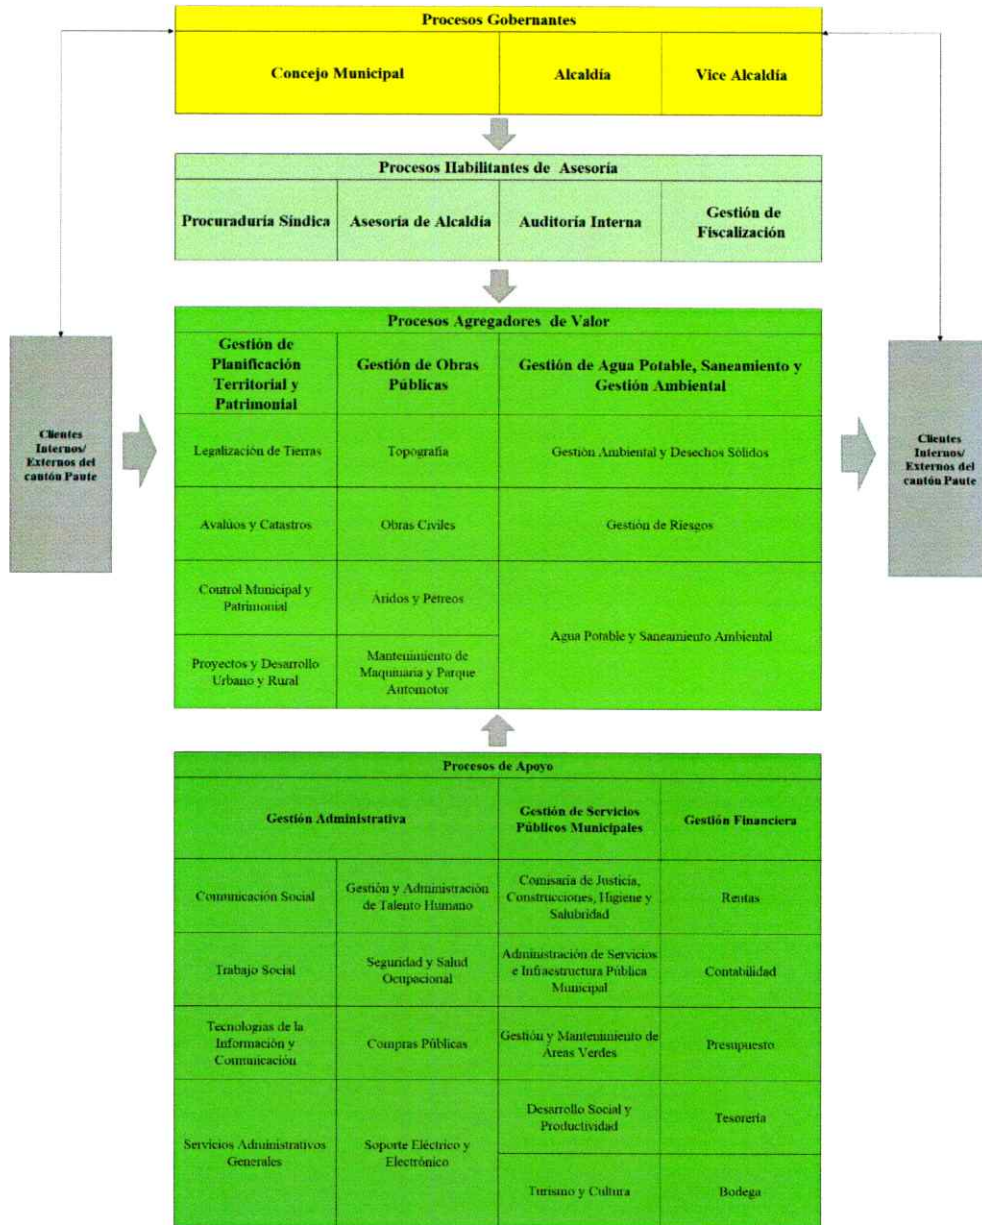 Procesos Gobernantes
Concejo Municipal
Alcaldía
Vice Alcaldía
Procesos Habilitantes de Asesoría
Procuraduría Síndica
Asesoría de Alcaldía
Auditoría Interna
Gestión de
Fiscalización
Procesos Agregadores de Valor
Gestión de
Planificación
Territorial y
Patrimonial
Gestión de Obras
Públicas
Gestión de Agua Potable, Saneamiento y
Gestión Ambiental
Clientes
Internos/
Externos del
cantón Paute
Legalización de Tierras
Topografía
Gestión Ambiental y Desechos Sólidos
Clientes
Internos/
Externos del
cantón Paute
Avalúos y Catastros
Obras Civiles
Gestión de Riesgos
Control Municipal y
Patrimonial
Áridos y Pétreos
Agua Potable y Saneamiento Ambiental
Proyectos y Desarrollo
Urbano y Rural
Mantenimiento de
Maquinaria y Parque
Automotor
Procesos de Apoyo
Gestión Administrativa
Gestión de Servicios
Públicos Municipales
Gestión Financiera
Comunicación Social
Gestión y Administración
de Talento Humano
Comisaría de Justicia,
Construcciones, Higiene y
Salubridad
Rentas
Trabajo Social
Seguridad y Salud
Ocupacional
Administración de Servicios
e Infraestructura Pública
Municipal
Contabilidad
Tecnologías de la
Información y
Comunicación
Compras Públicas
Gestión y Mantenimiento de
Áreas Verdes
Presupuesto
Servicios Administrativos
Generales
Soporte Eléctrico y
Electrónico
Desarrollo Social y
Productividad
Tesorería
Turismo y Cultura
Bodega